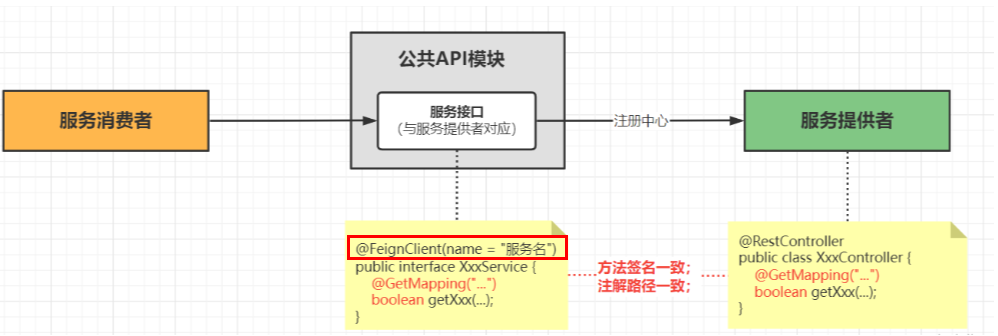 公共API模块
服务消费者
服务接口
（与服务提供者对应）
注册中心
服务提供者
@FeignClient(name = "服务名")
public interface XxxService {
@GetMapping("...")
boolean getXxx(...);
}
方法签名一致；
注解路径一致；
@RestController
public class XxxController {
@GetMapping("...")
boolean getXxx(...);
}